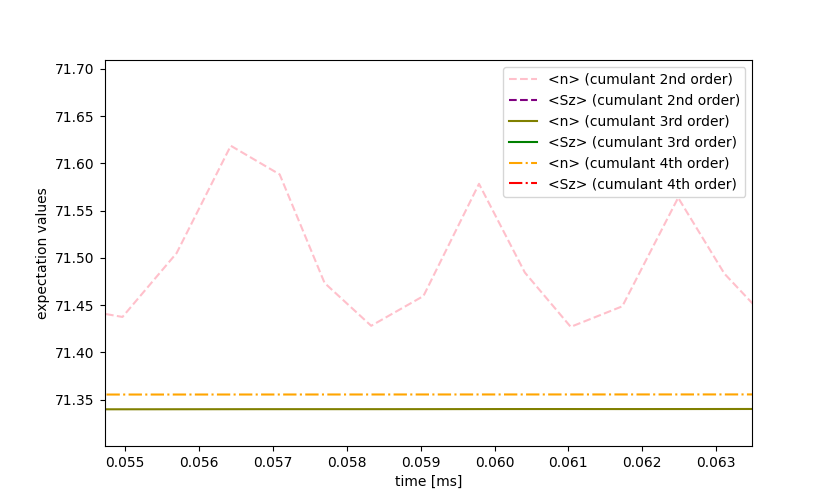 71.70
71.65
71.60
71.55
71.50
71.45
71.40
71.35
expectation values
<n> (cumulant 2nd order)
<Sz> (cumulant 2nd order)
<n> (cumulant 3rd order)
<Sz> (cumulant 3rd order)
<n> (cumulant 4th order)
<Sz> (cumulant 4th order)
0.055 0.056 0.057 0.058 0.059 0.060 0.061 0.062 0.063
time [ms]